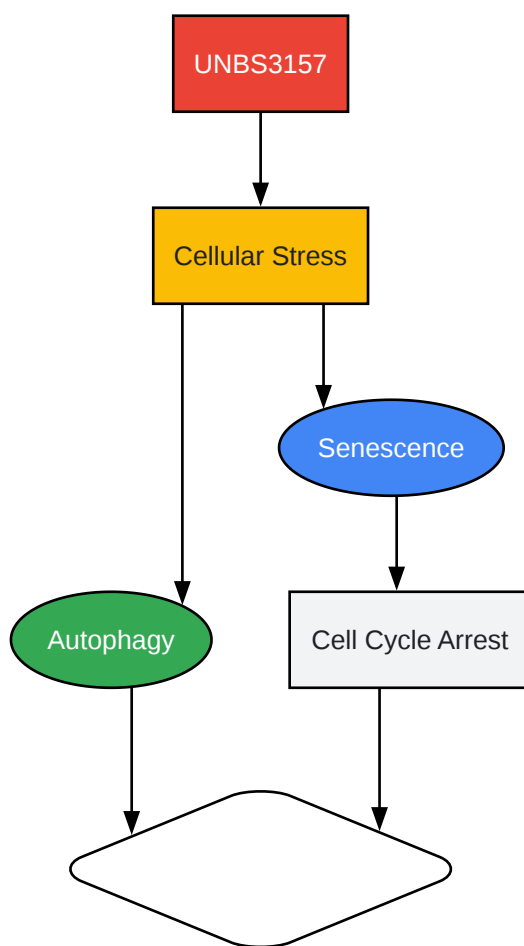 UNBS3157
Cellular Stress
Senescence
Autophagy
Cell Cycle Arrest